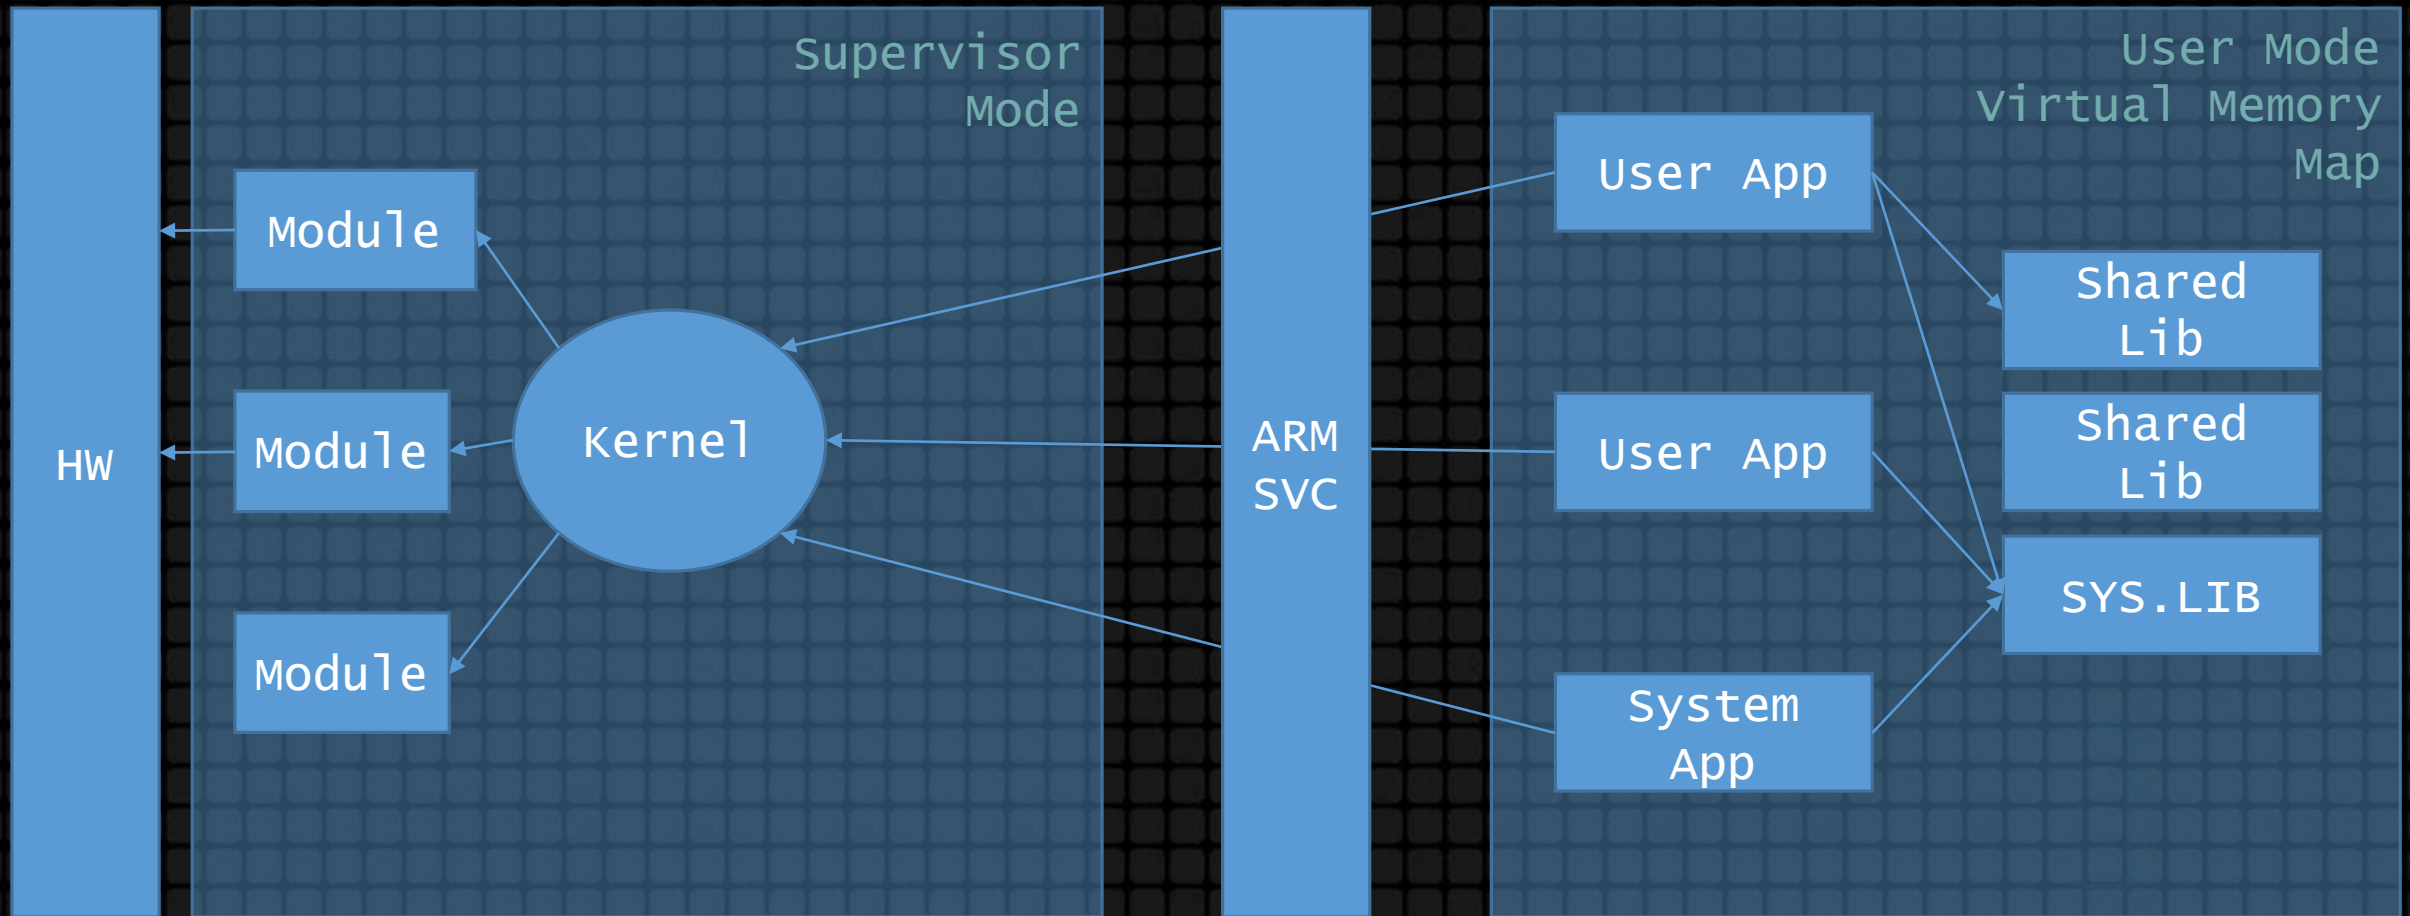 Supervisor
Mode
User Mode
Virtual Memory
Map
HW
Module
Module
Module
Kernel
ARM
SVC
User App
User App
System
App
Shared
Lib
Shared
Lib
SYS.LIB